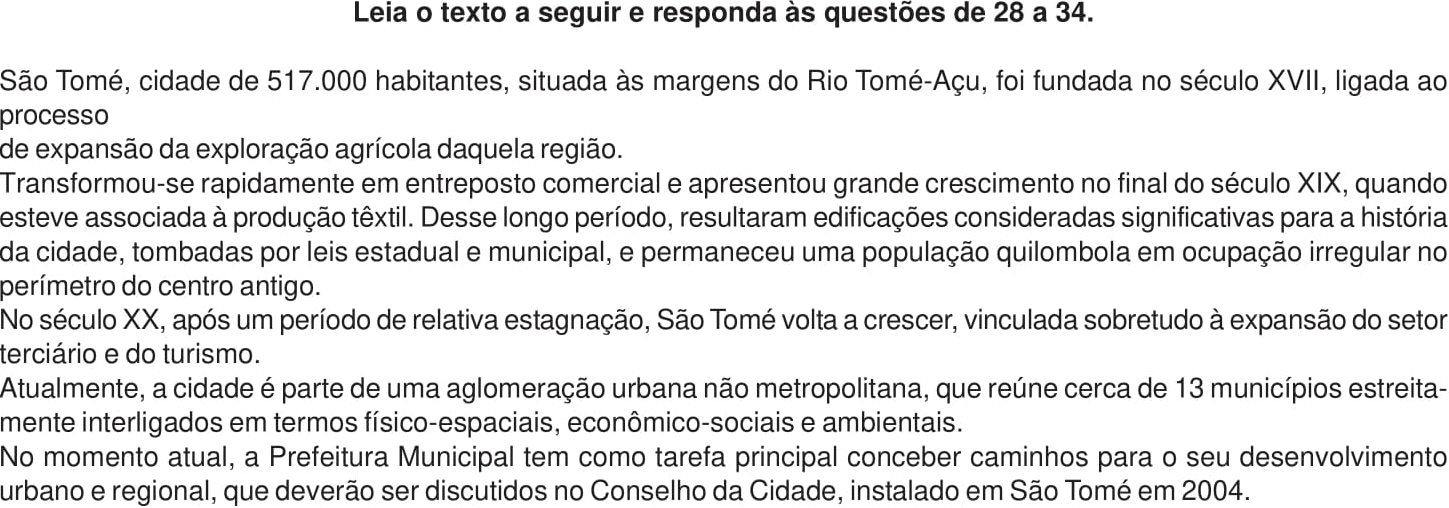 Leia o texto a seguir e responda às questões de 28 a 34.
São Tomé, cidade de 517.000 habitantes, situada às margens do Rio Tomé-Açu, foi fundada no século XVII, ligada ao
processo
de expansão da exploração agrícola daquela região.
Transformou-se rapidamente em entreposto comercial e apresentou grande crescimento no final do século XIX, quando
esteve associada à produção têxtil. Desse longo período, resultaram edificações consideradas significativas para a história
da cidade, tombadas por leis estadual e municipal, e permaneceu uma população quilombola em ocupação irregular no
perímetro do centro antigo.
No século XX, após um período de relativa estagnação, São Tomé volta a crescer, vinculada sobretudo à expansão do setor
terciário e do turismo.
Atualmente, a cidade é parte de uma aglomeração urbana não metropolitana, que reúne cerca de 13 municípios estreita-
mente interligados em termos físico-espaciais, econômico-sociais e ambientais.
No momento atual, a Prefeitura Municipal tem como tarefa principal conceber caminhos para o seu desenvolvimento
urbano e regional, que deverão ser discutidos no Conselho da Cidade, instalado em São Tomé em 2004.